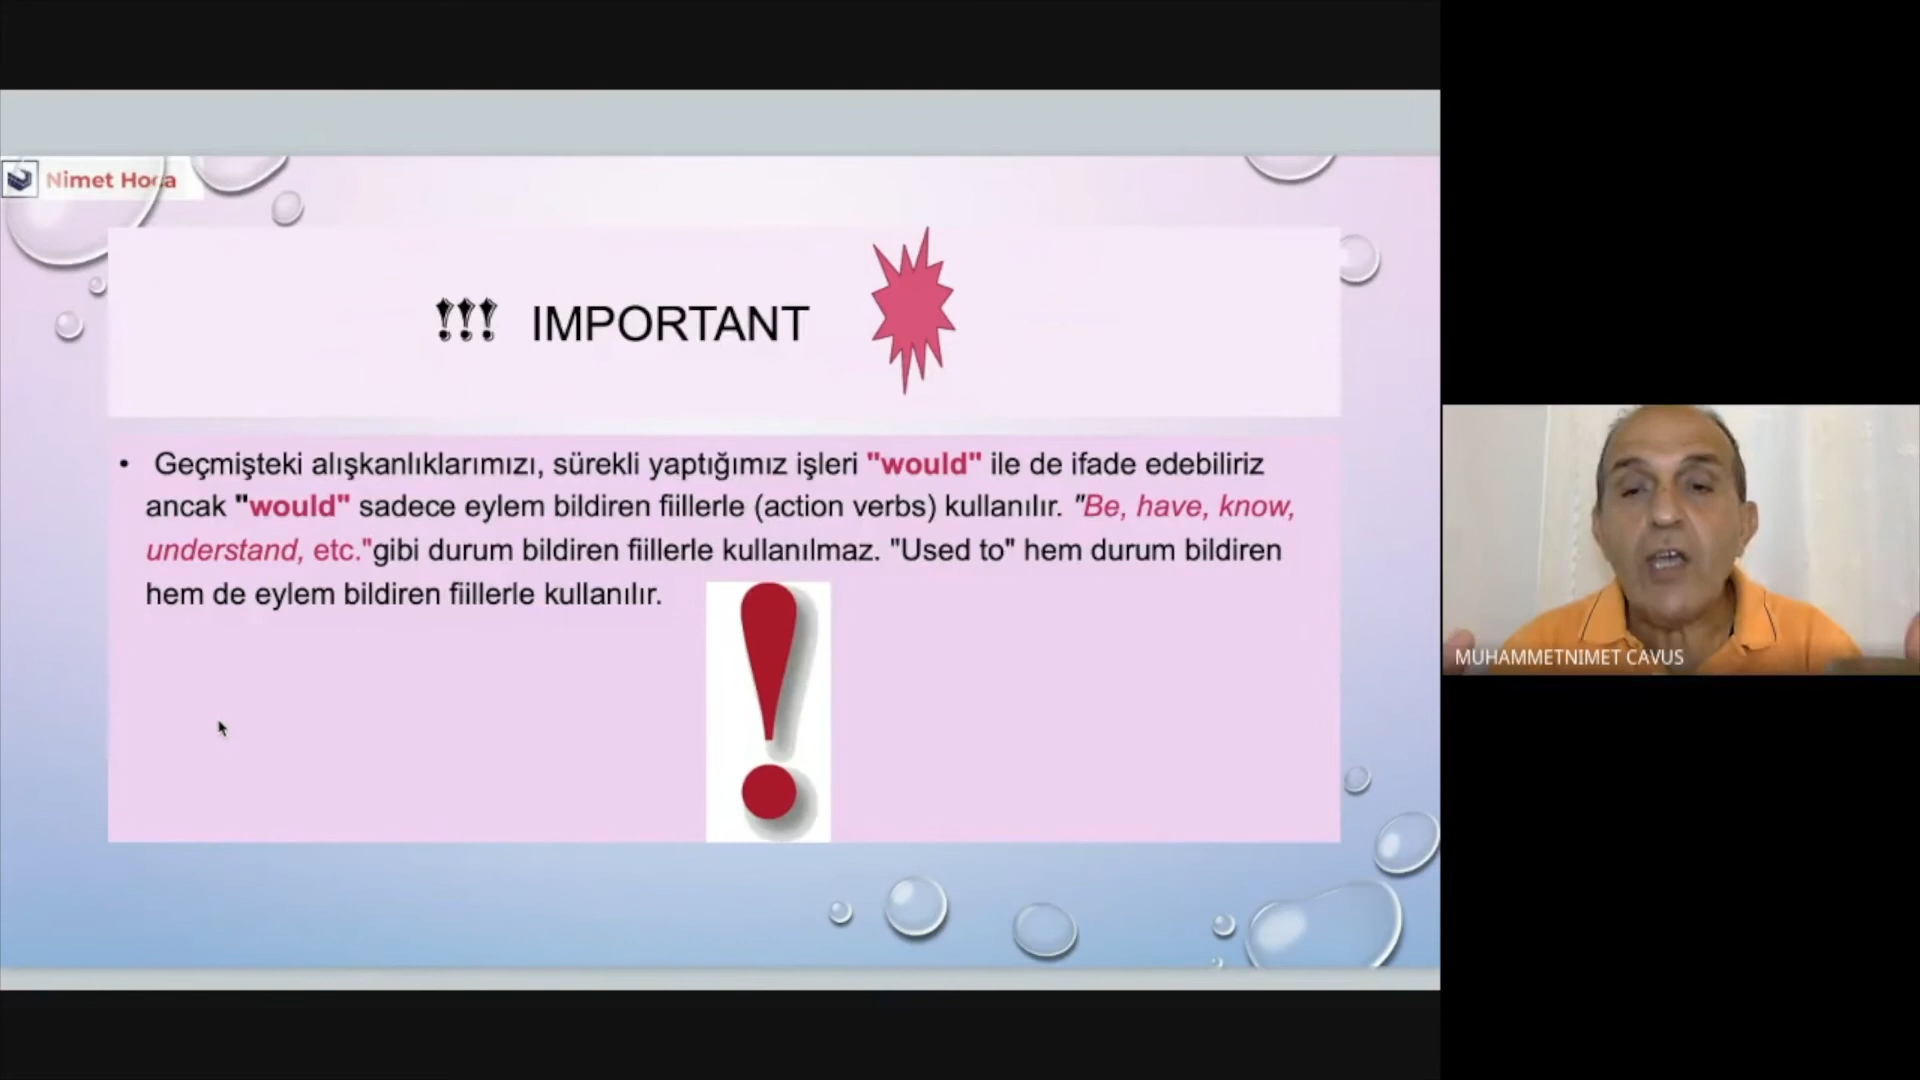 Nimet Hoca
!!! IMPORTANT
• Geçmişteki alışkanlıklarımızı, sürekli yaptığımız işleri "would" ile de ifade edebiliriz
ancak "would" sadece eylem bildiren fiillerle (action verbs) kullanılır. "Be, have, know,
understand, etc."gibi durum bildiren fiillerle kullanılmaz. "Used to" hem durum bildiren
hem de eylem bildiren fiillerle kullanılır.
MUHAMMETNIMET CAVUS